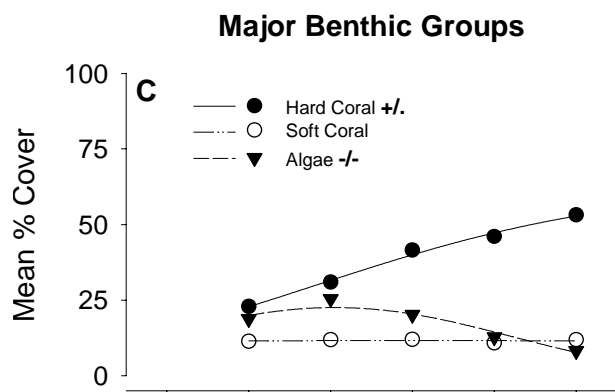 Major Benthic Groups
100
C
Hard Coral +/.
Soft Coral
Algae -/-
75
50
25
0
Mean % Cover